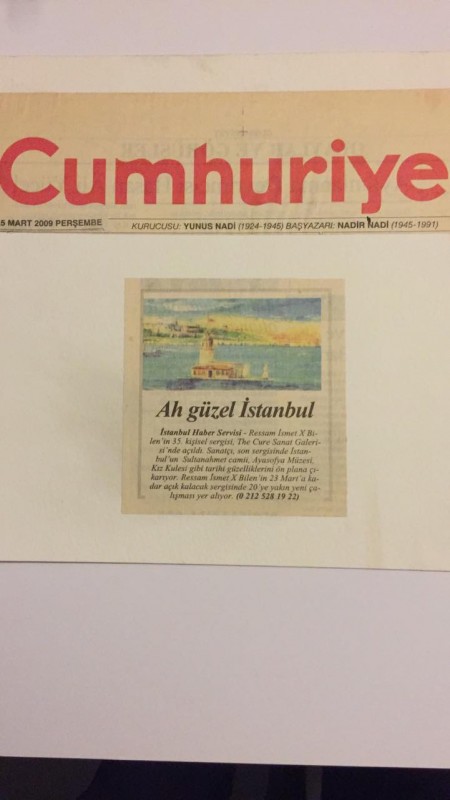 Cumhuriye
5 MART 2009 PERŞEMBE
KURUCUSU: YUNUS NADİ (1924-1945) BAŞYAZARI: NADİR NADİ (1945-1991)
Ah güzel İstanbul
İstanbul Haber Servisi - Ressam İsmet X Bi-
len'in 35. kişisel sergisi, The Cure Sanat Galeri-
si'nde açıldı. Sanatçı, son sergisinde İstan-
bul'un Sultanahmet camii, Ayasofya Müzesi,
Kız Kulesi gibi tarihi güzelliklerini ön plana çı-
karıyor. Ressam İsmet X Bilen'in 23 Mart'a ka-
dar açık kalacak sergisinde 20'ye yakın yeni ça-
lışması yer alıyor. (0 212 528 19 22)